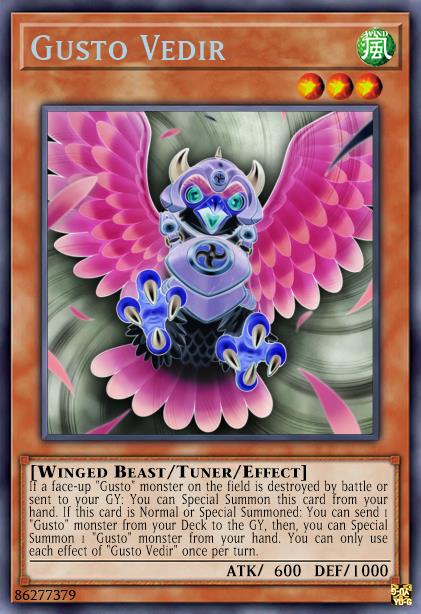 GUSTO VEDIR
WIND
風
[WINGED BEAST/TUNER/EFFECT]
If a face-up "Gusto" monster on the field is destroyed by battle or
sent to your GY: You can Special Summon this card from your
hand. If this card is Normal or Special Summoned: You can send 1
"Gusto" monster from your Deck to the GY, then, you can Special
Summon 1 "Gusto" monster from your hand. You can only use
each effect of "Gusto Vedir" once per turn.
ATK/ 600 DEF/1000
86277379